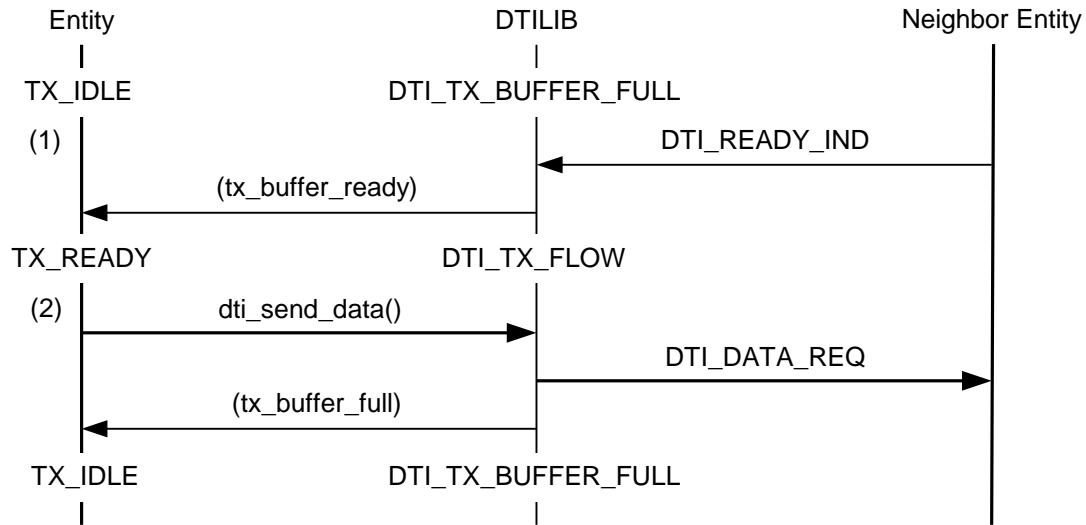 Entity DTILIB Neighbor Entity
TX_IDLE DTI_TX_BUFFER_FULL
(1) DTI_READY_IND
(tx_buffer_ready)
TX_READY DTI_TX_FLOW
(2) dti_send_data()
DTI_DATA_REQ
(tx_buffer_full)
TX_IDLE DTI_TX_BUFFER_FULL